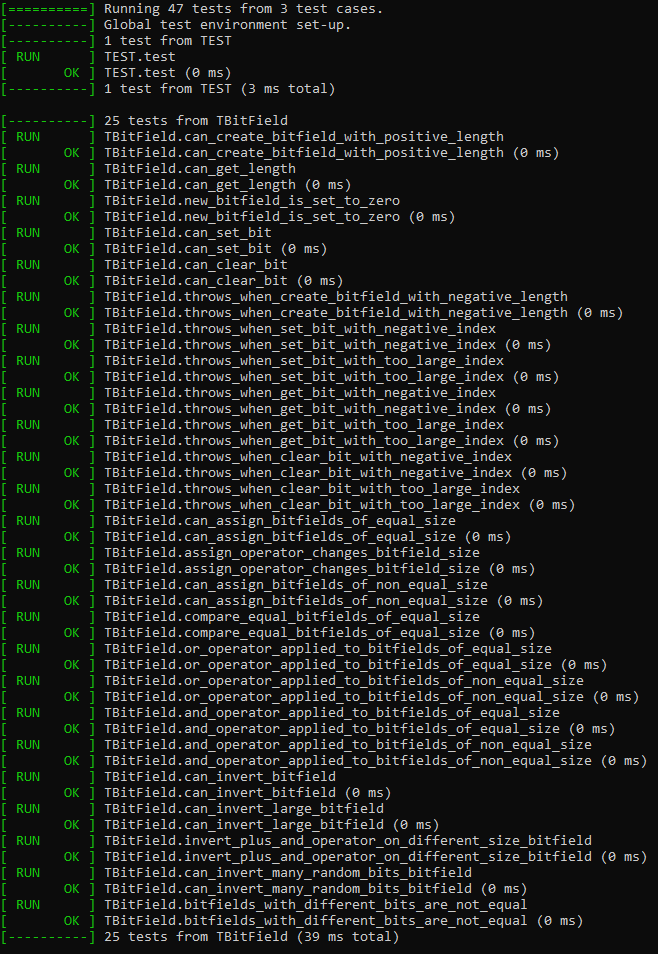 [==========] Running 47 tests from 3 test cases.
[----------] Global test environment set-up.
[----------] 1 test from TEST
[ RUN      ] TEST.test
[       OK ] TEST.test (0 ms)
[----------] 1 test from TEST (3 ms total)

[----------] 25 tests from TBitField
[ RUN      ] TBitField.can_create_bitfield_with_positive_length
[       OK ] TBitField.can_create_bitfield_with_positive_length (0 ms)
[ RUN      ] TBitField.can_get_length
[       OK ] TBitField.can_get_length (0 ms)
[ RUN      ] TBitField.new_bitfield_is_set_to_zero
[       OK ] TBitField.new_bitfield_is_set_to_zero (0 ms)
[ RUN      ] TBitField.can_set_bit
[       OK ] TBitField.can_set_bit (0 ms)
[ RUN      ] TBitField.can_clear_bit
[       OK ] TBitField.can_clear_bit (0 ms)
[ RUN      ] TBitField.throws_when_create_bitfield_with_negative_length
[       OK ] TBitField.throws_when_create_bitfield_with_negative_length (0 ms)
[ RUN      ] TBitField.throws_when_set_bit_with_negative_index
[       OK ] TBitField.throws_when_set_bit_with_negative_index (0 ms)
[ RUN      ] TBitField.throws_when_set_bit_with_too_large_index
[       OK ] TBitField.throws_when_set_bit_with_too_large_index (0 ms)
[ RUN      ] TBitField.throws_when_get_bit_with_negative_index
[       OK ] TBitField.throws_when_get_bit_with_negative_index (0 ms)
[ RUN      ] TBitField.throws_when_get_bit_with_too_large_index
[       OK ] TBitField.throws_when_get_bit_with_too_large_index (0 ms)
[ RUN      ] TBitField.throws_when_clear_bit_with_negative_index
[       OK ] TBitField.throws_when_clear_bit_with_negative_index (0 ms)
[ RUN      ] TBitField.throws_when_clear_bit_with_too_large_index
[       OK ] TBitField.throws_when_clear_bit_with_too_large_index (0 ms)
[ RUN      ] TBitField.can_assign_bitfields_of_equal_size
[       OK ] TBitField.can_assign_bitfields_of_equal_size (0 ms)
[ RUN      ] TBitField.assign_operator_changes_bitfield_size
[       OK ] TBitField.assign_operator_changes_bitfield_size (0 ms)
[ RUN      ] TBitField.can_assign_bitfields_of_non_equal_size
[       OK ] TBitField.can_assign_bitfields_of_non_equal_size (0 ms)
[ RUN      ] TBitField.compare_equal_bitfields_of_equal_size
[       OK ] TBitField.compare_equal_bitfields_of_equal_size (0 ms)
[ RUN      ] TBitField.or_operator_applied_to_bitfields_of_equal_size
[       OK ] TBitField.or_operator_applied_to_bitfields_of_equal_size (0 ms)
[ RUN      ] TBitField.or_operator_applied_to_bitfields_of_non_equal_size
[       OK ] TBitField.or_operator_applied_to_bitfields_of_non_equal_size (0 ms)
[ RUN      ] TBitField.and_operator_applied_to_bitfields_of_equal_size
[       OK ] TBitField.and_operator_applied_to_bitfields_of_equal_size (0 ms)
[ RUN      ] TBitField.and_operator_applied_to_bitfields_of_non_equal_size
[       OK ] TBitField.and_operator_applied_to_bitfields_of_non_equal_size (0 ms)
[ RUN      ] TBitField.can_invert_bitfield
[       OK ] TBitField.can_invert_bitfield (0 ms)
[ RUN      ] TBitField.can_invert_large_bitfield
[       OK ] TBitField.can_invert_large_bitfield (0 ms)
[ RUN      ] TBitField.invert_plus_and_operator_on_different_size_bitfield
[       OK ] TBitField.invert_plus_and_operator_on_different_size_bitfield (0 ms)
[ RUN      ] TBitField.can_invert_many_random_bits_bitfield
[       OK ] TBitField.can_invert_many_random_bits_bitfield (0 ms)
[ RUN      ] TBitField.bitfields_with_different_bits_are_not_equal
[       OK ] TBitField.bitfields_with_different_bits_are_not_equal (0 ms)
[----------] 25 tests from TBitField (39 ms total)